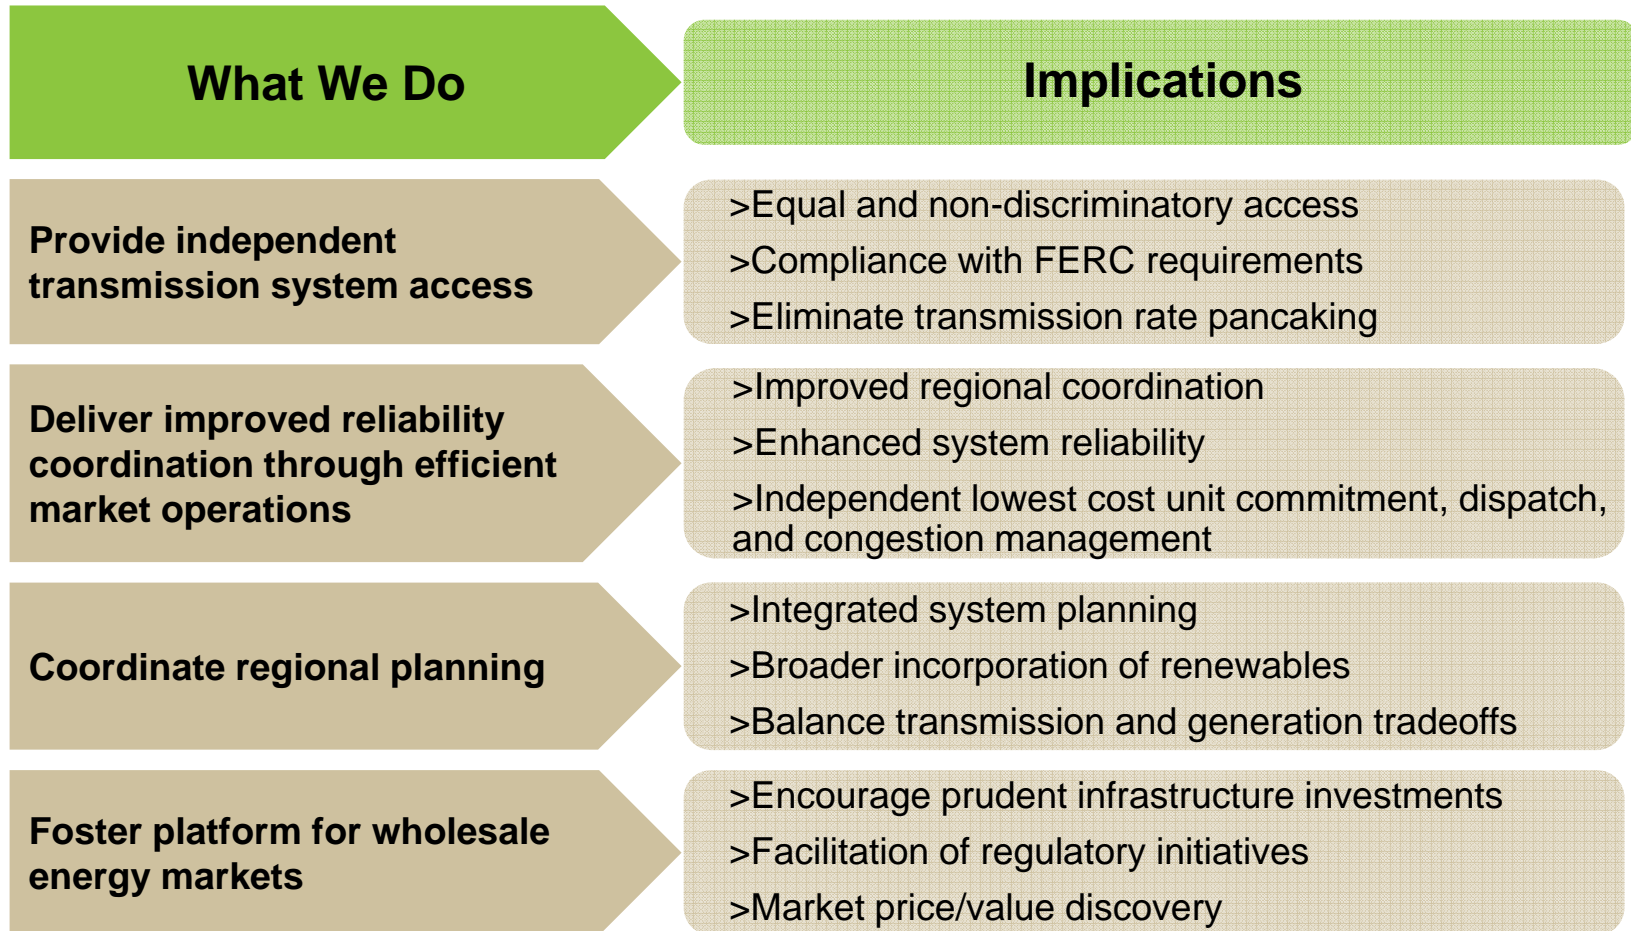 What We Do
Implications
Provide independent
transmission system access
>Equal and non-discriminatory access
>Compliance with FERC requirements
>Eliminate transmission rate pancaking
Deliver improved reliability
coordination through efficient
market operations
>Improved regional coordination
>Enhanced system reliability
>Independent lowest cost unit commitment, dispatch,
and congestion management
Coordinate regional planning
>Integrated system planning
>Broader incorporation of renewables
>Balance transmission and generation tradeoffs
Foster platform for wholesale
energy markets
>Encourage prudent infrastructure investments
>Facilitation of regulatory initiatives
>Market price/value discovery